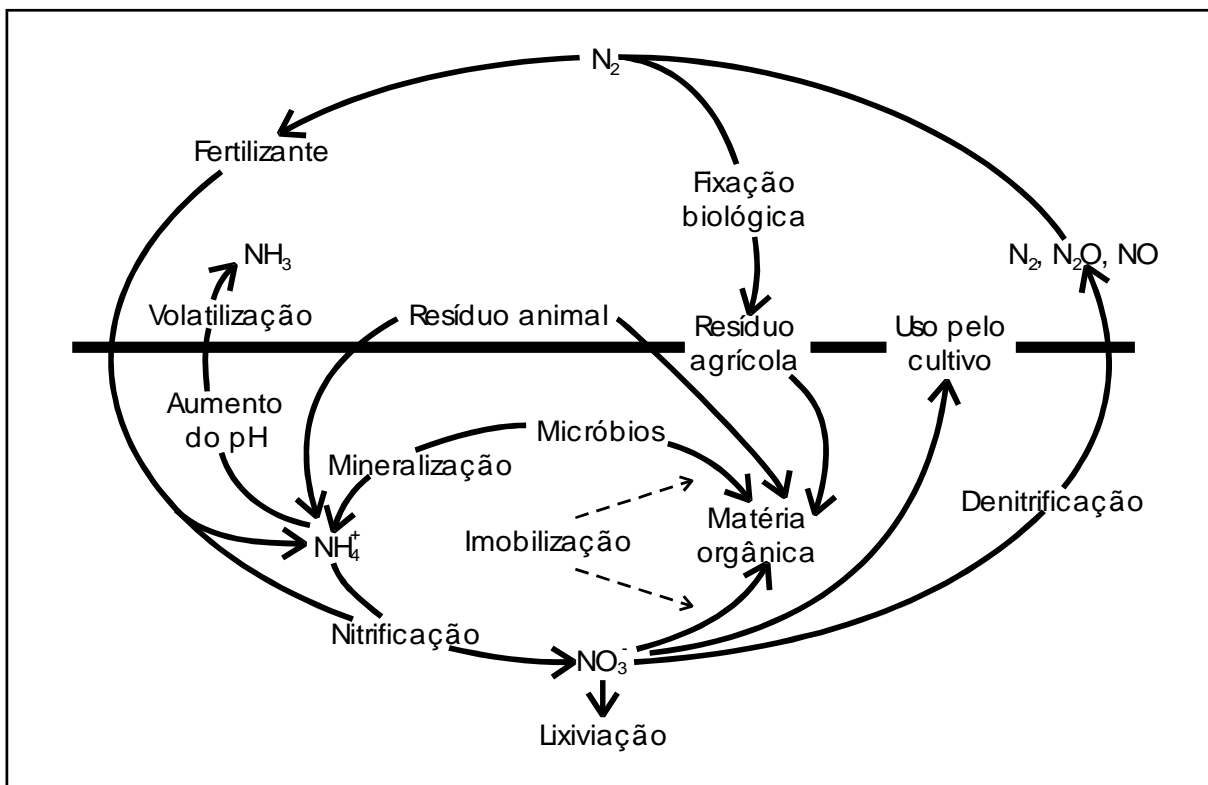 N₂
Fertilizante
Fixação
biológica
NH₃
N₂, N₂O, NO
Volatilização
Resíduo animal
Resíduo
agrícola
Uso pelo
cultivo
Aumento
do pH
Micróbios
Mineralização
Matéria
orgânica
Denitrificação
Imobilização
NH₄⁺
Nitrificação
NO₃⁻
Lixiviação